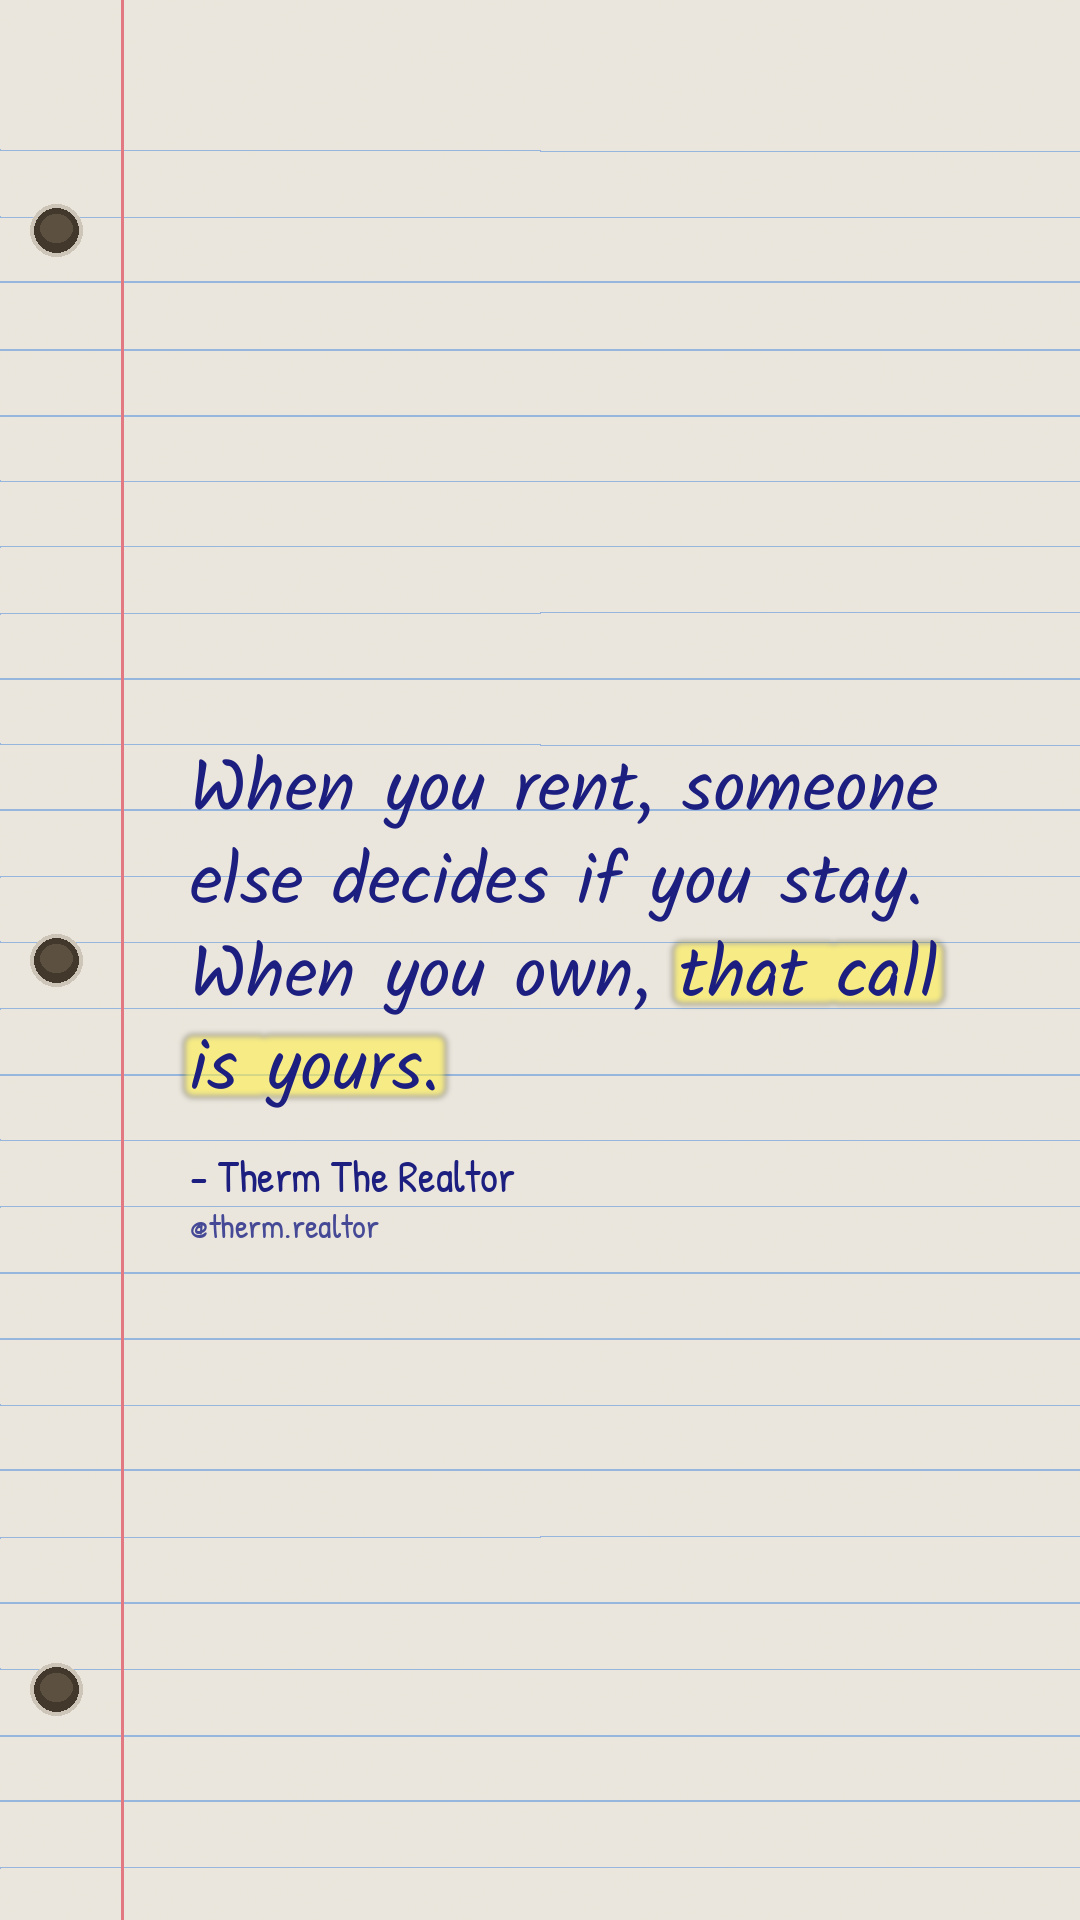 When you rent, someone
else decides if you stay.
When you own, that call
is yours.
- Therm The Realtor
@therm.realtor